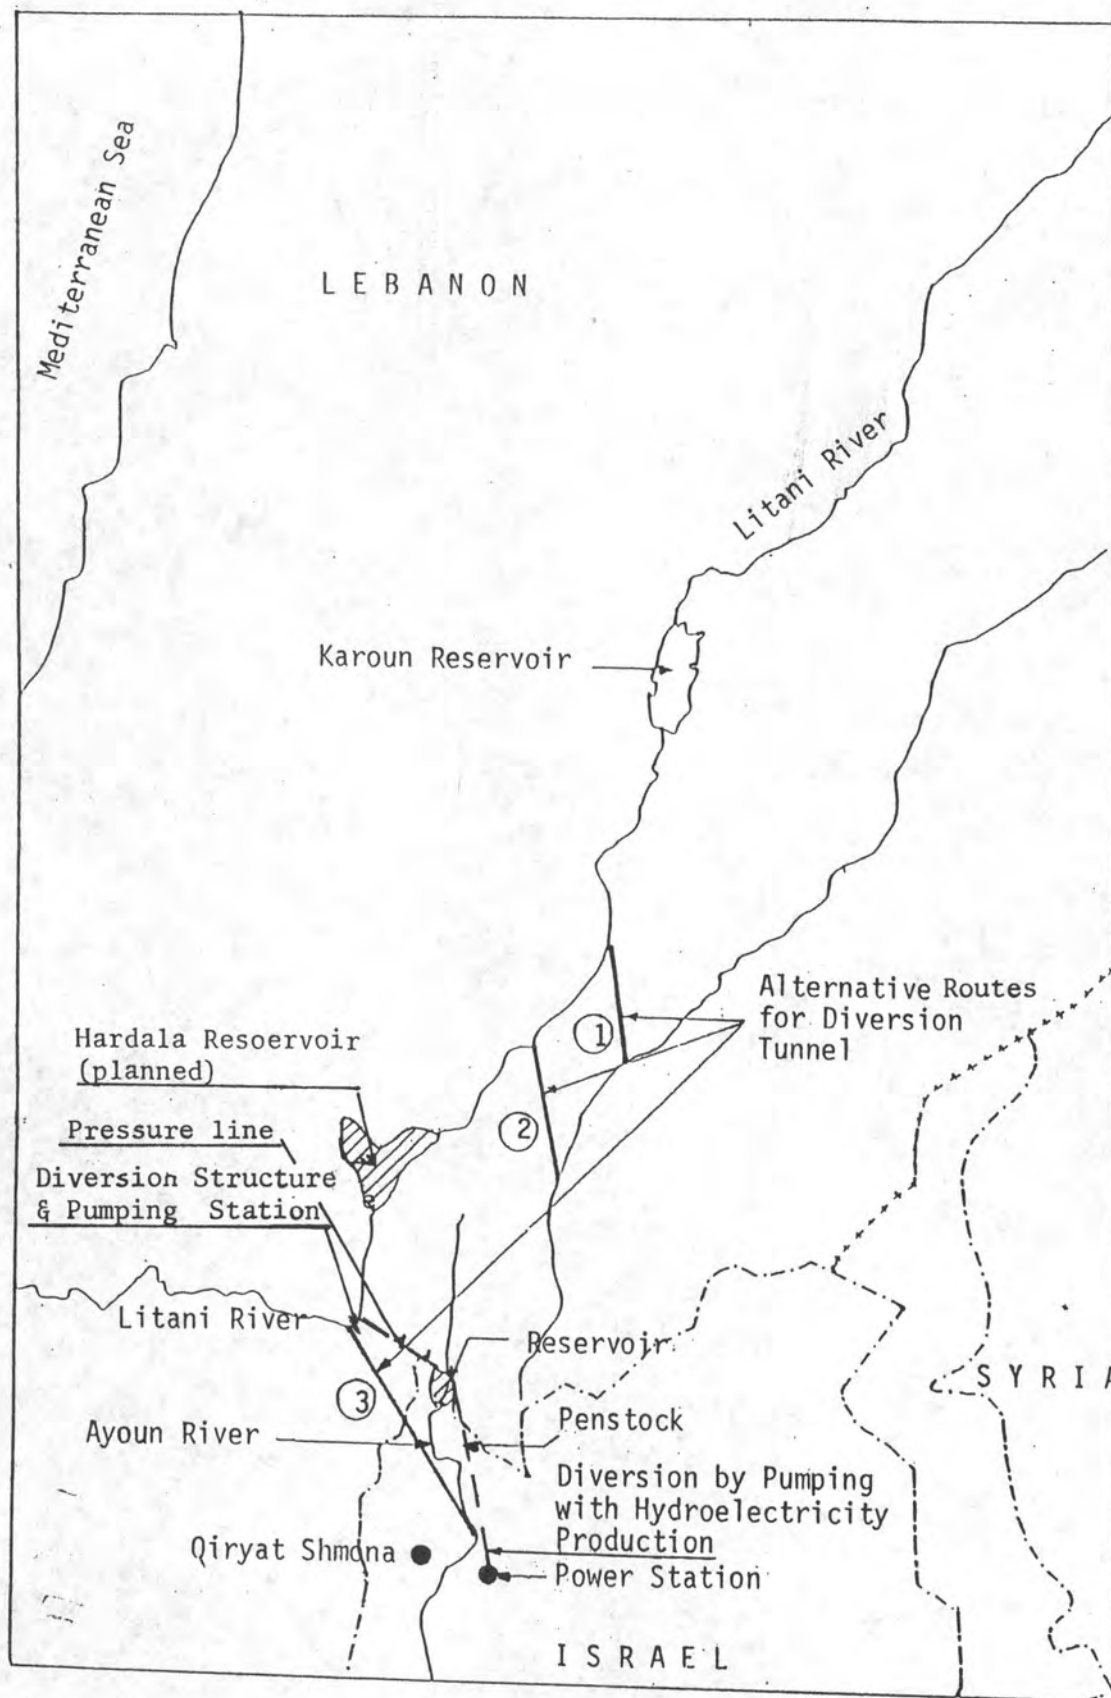 Mediterranean Sea
LEBANON
Litani River
Karoun Reservoir
Alternative Routes
for Diversion
Tunnel
1
Hardala Resoervoir
(planned)
2
Pressure line
Diversion Structure
& Pumping Station
Litani River
Reservoir
SYRIA
3
Penstock
Ayoun River
Diversion by Pumping
with Hydroelectricity
Production
Qiryat Shmona
Power Station
ISRAEL